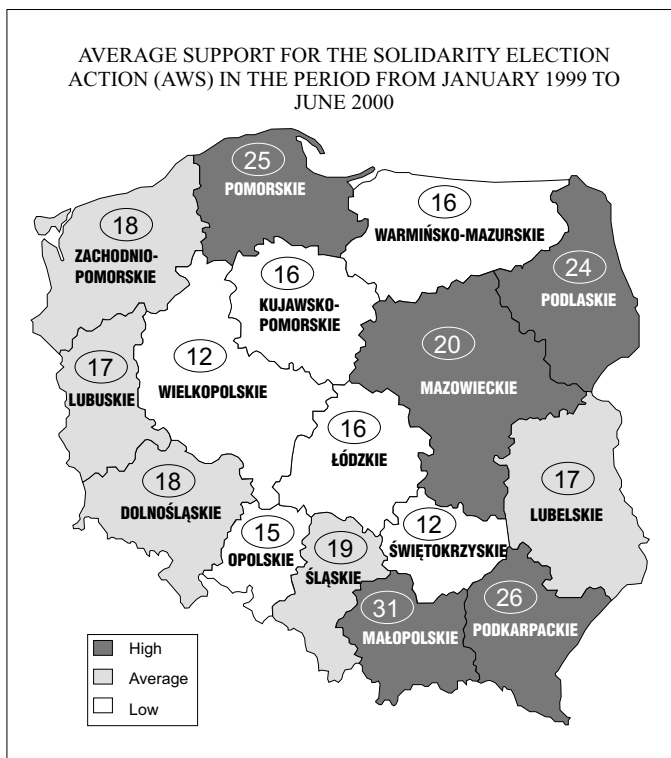 AVERAGE SUPPORT FOR THE SOLIDARITY ELECTION
ACTION (AWS) IN THE PERIOD FROM JANUARY 1999 TO
JUNE 2000
25
POMORSKIE
16
WARMIŃSKO-MAZURSKIE
18
ZACHODNIO-
POMORSKIE
16
KUJAWSKO-
POMORSKIE
24
PODLASKIE
20
MAZOWIECKIE
12
WIELKOPOLSKIE
17
LUBUSKIE
16
ŁÓDZKIE
18
DOLNOŚLĄSKIE
17
LUBELSKIE
15
OPOLSKIE
19
ŚLĄSKIE
12
ŚWIĘTOKRZYSKIE
31
MAŁOPOLSKIE
26
PODKARPACKIE
High
Average
Low